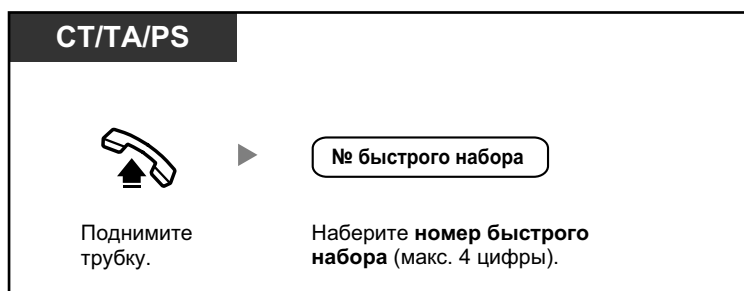 CT/TA/PS
№ быстрого набора
Поднимите
трубку.
Наберите номер быстрого
набора (макс. 4 цифры).